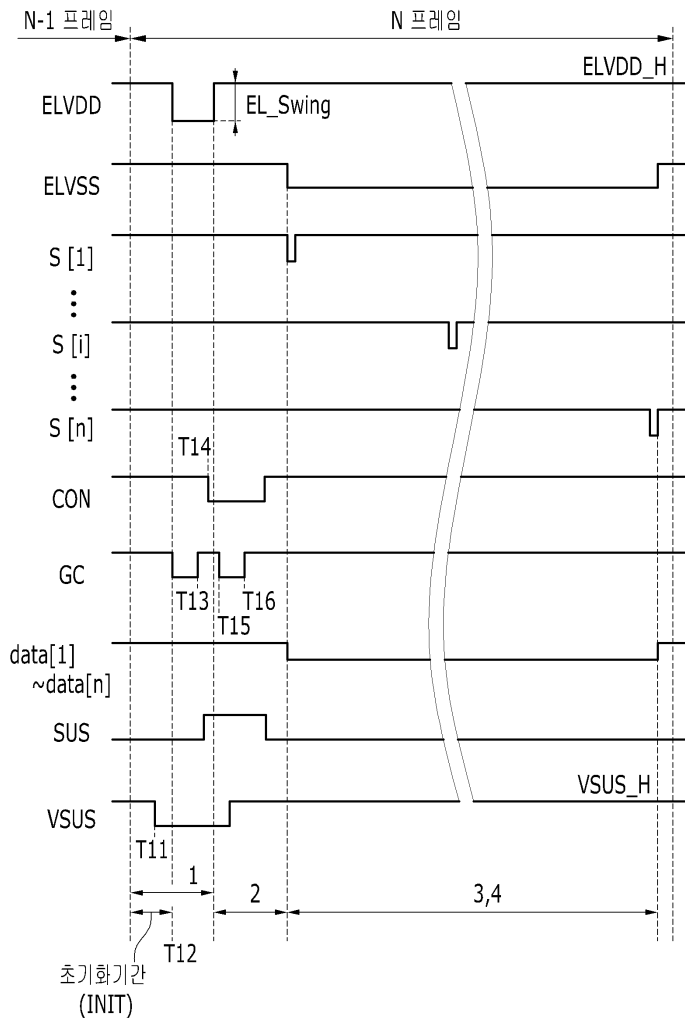 N-1 프레임
N 프레임
ELVDD_H
ELVDD
EL_Swing
ELVSS
S [1]
S [i]
S [n]
T14
CON
GC
T13
T16
T15
data[1]
~data[n]
SUS
VSUS_H
VSUS
T11
1
2
3,4
T12
초기화기간
(INIT)